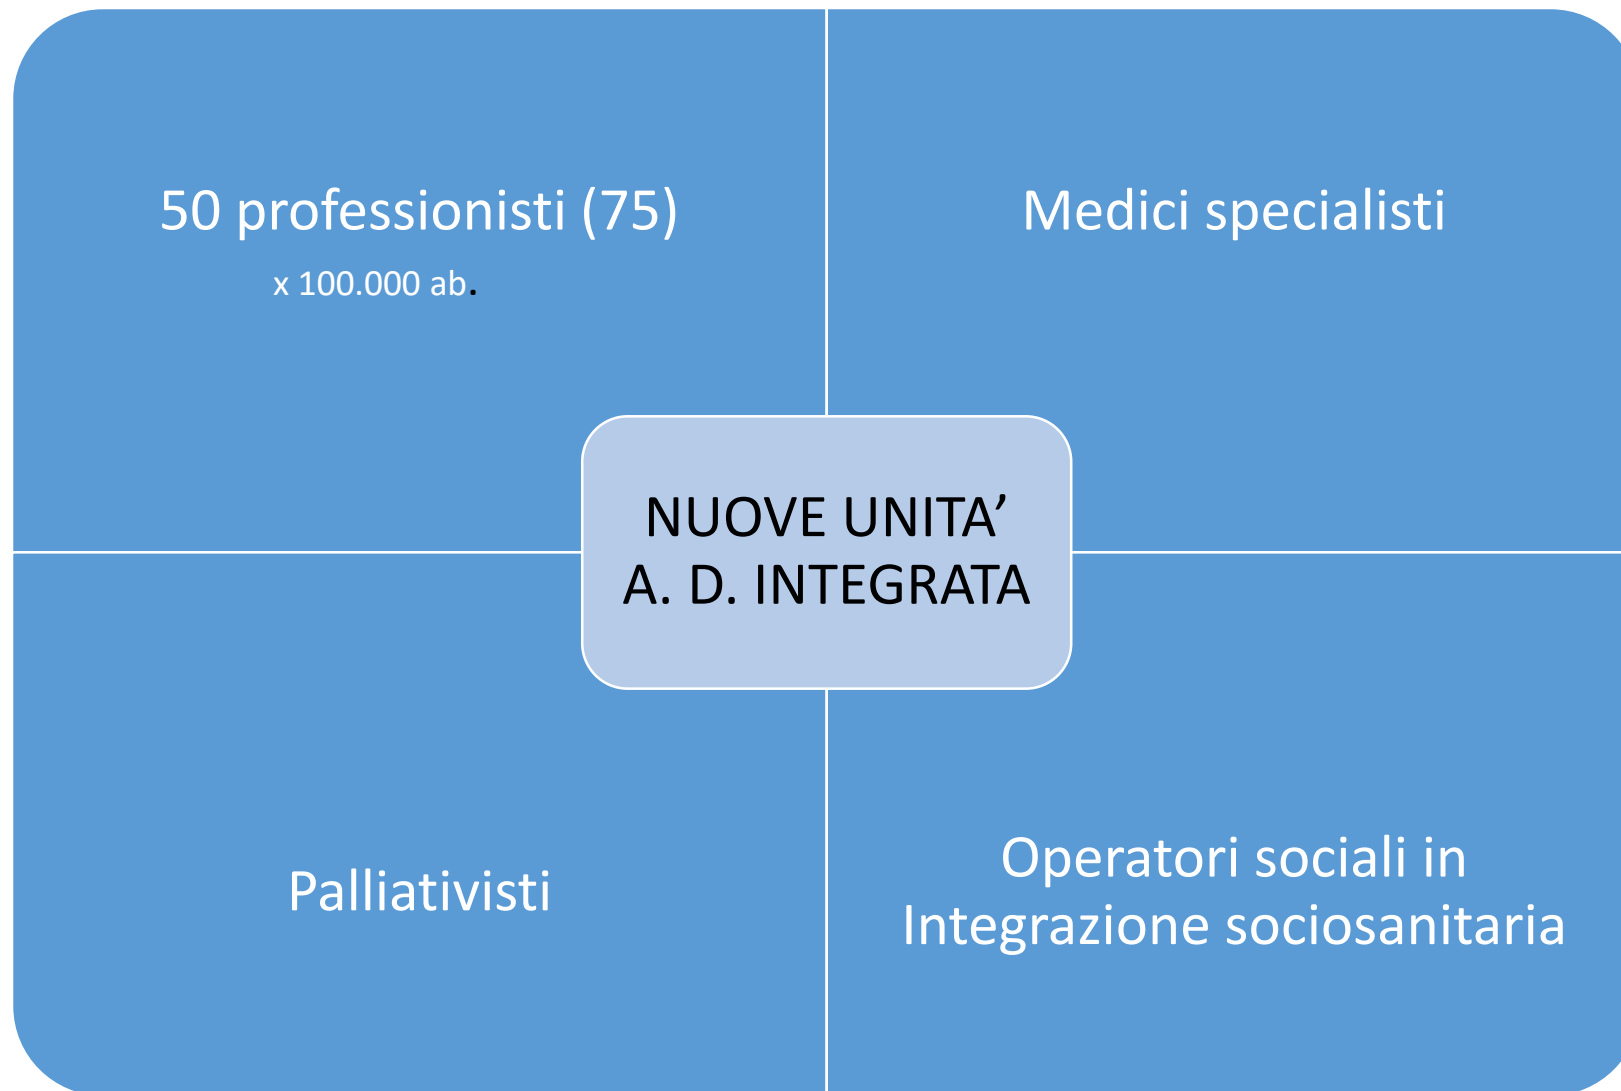 50 professionisti (75)
x 100.000 ab.
Medici specialisti
NUOVE UNITA’
A. D. INTEGRATA
Palliativisti
Operatori sociali in
Integrazione sociosanitaria